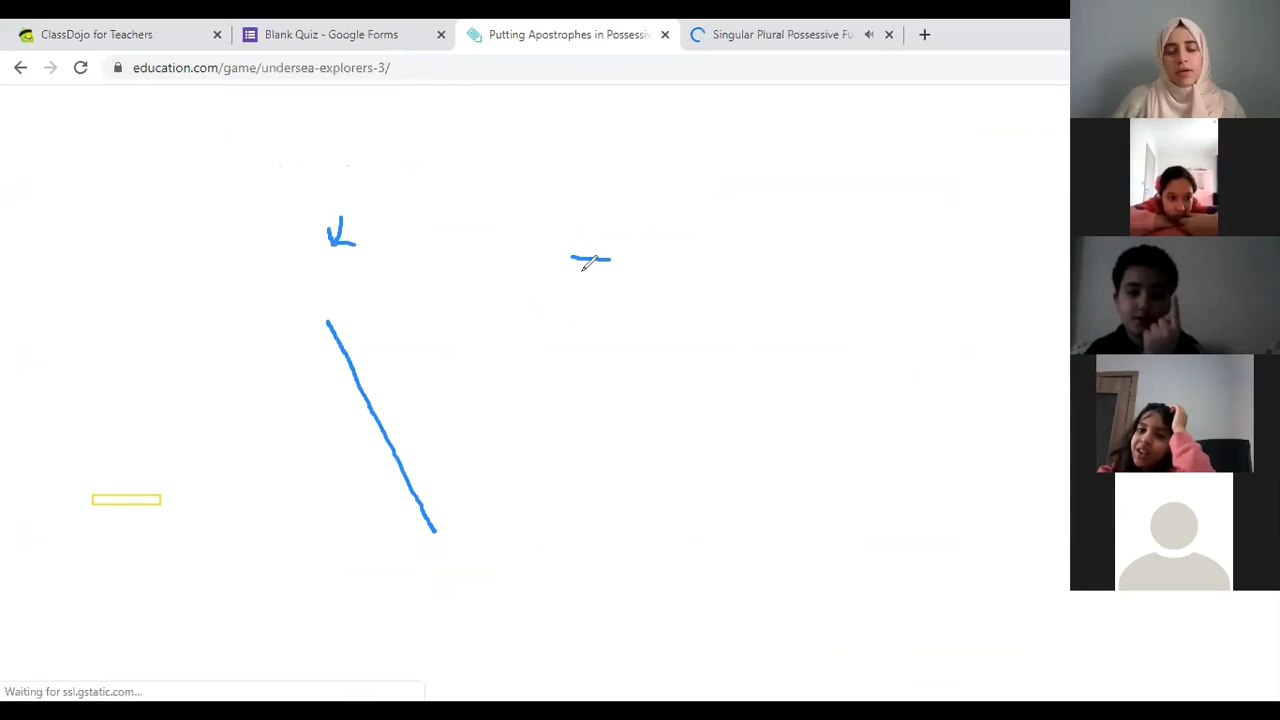 ClassDojo for Teachers
Blank Quiz - Google Forms
Putting Apostrophes in Possessiv
Singular Plural Possessive Fu
education.com/game/undersea-explorers-3/
Waiting for ssl.gstatic.com...